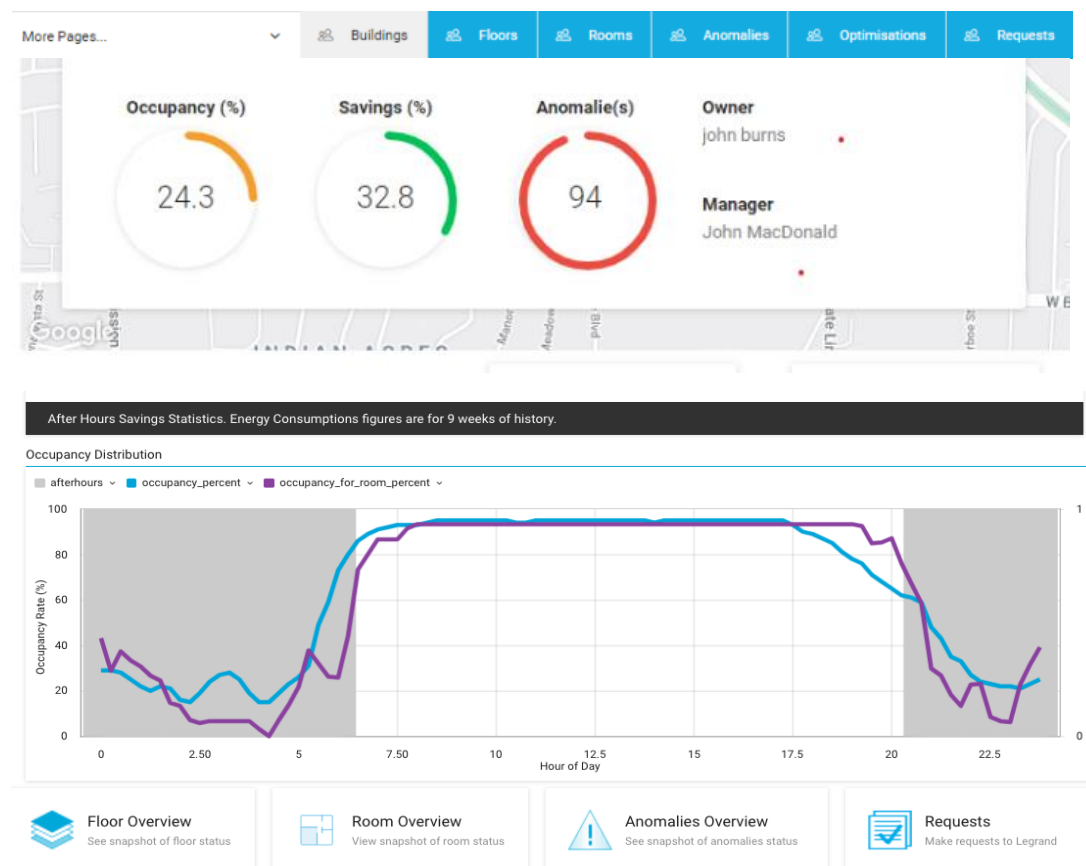 More Pages... Buildings Floors Rooms Anomalies Optimisations Requests
Occupancy (%) Savings (%) Anomalie(s) Owner
john burns
24.3 32.8 94
Manager
John MacDonald
Google
Manor
Meadow
Blvd
After Hours Savings Statistics. Energy Consumptions figures are for 9 weeks of history.
Occupancy Distribution
afterhours occupancy_percent occupancy_for_room_percent
100 1
80
60
40
20
0 0
Occupancy Rate (%)
0 2.50 5 7.50 10 12.5 15 17.5 20 22.5
Hour of Day
Floor Overview Room Overview Anomalies Overview Requests
See snapshot of floor status View snapshot of room status See snapshot of anomalies status Make requests to Legrand